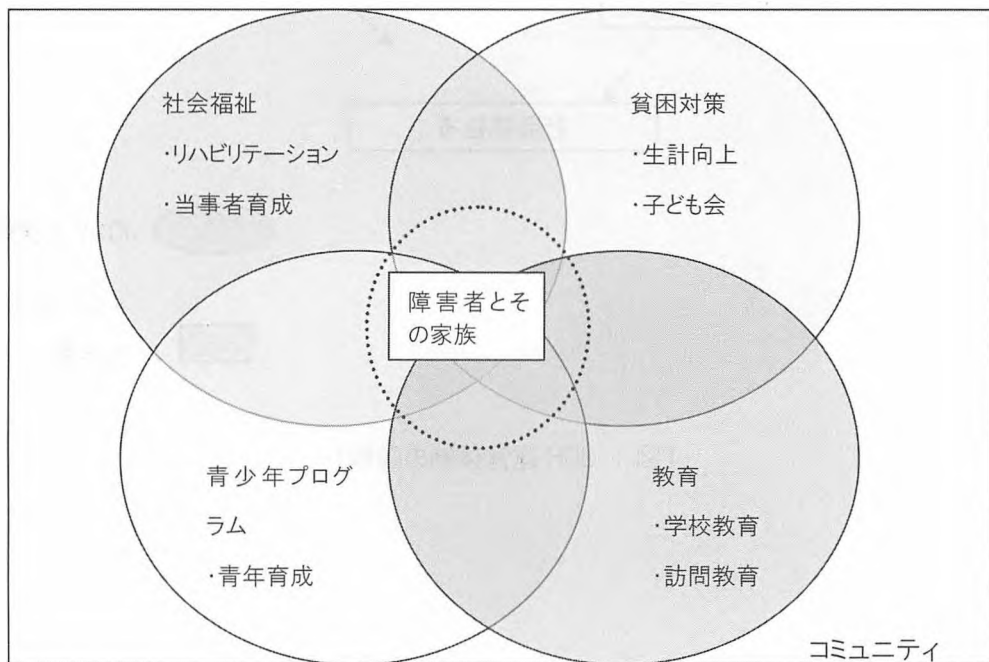 社会福祉
・リハビリテーション
・当事者育成
貧困対策
・生計向上
・子ども会
障害者とそ
の家族
青少年プログ
ラム
・青年育成
教育
・学校教育
・訪問教育
コミュニティ